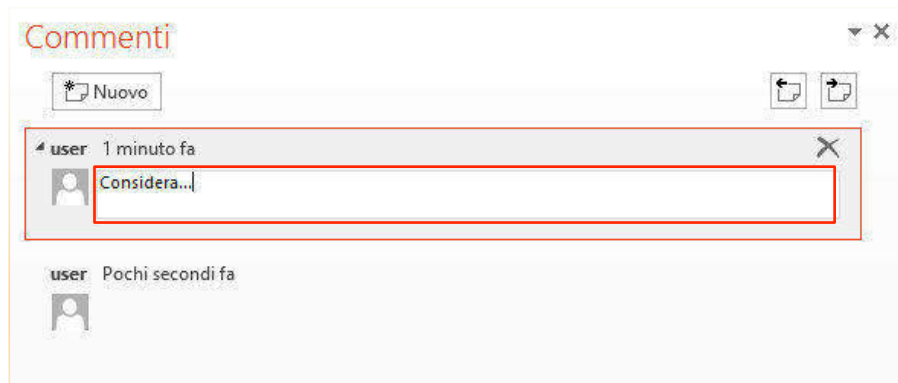 Commenti
Nuovo
user 1 minuto fa
Considera...
user Pochi secondi fa